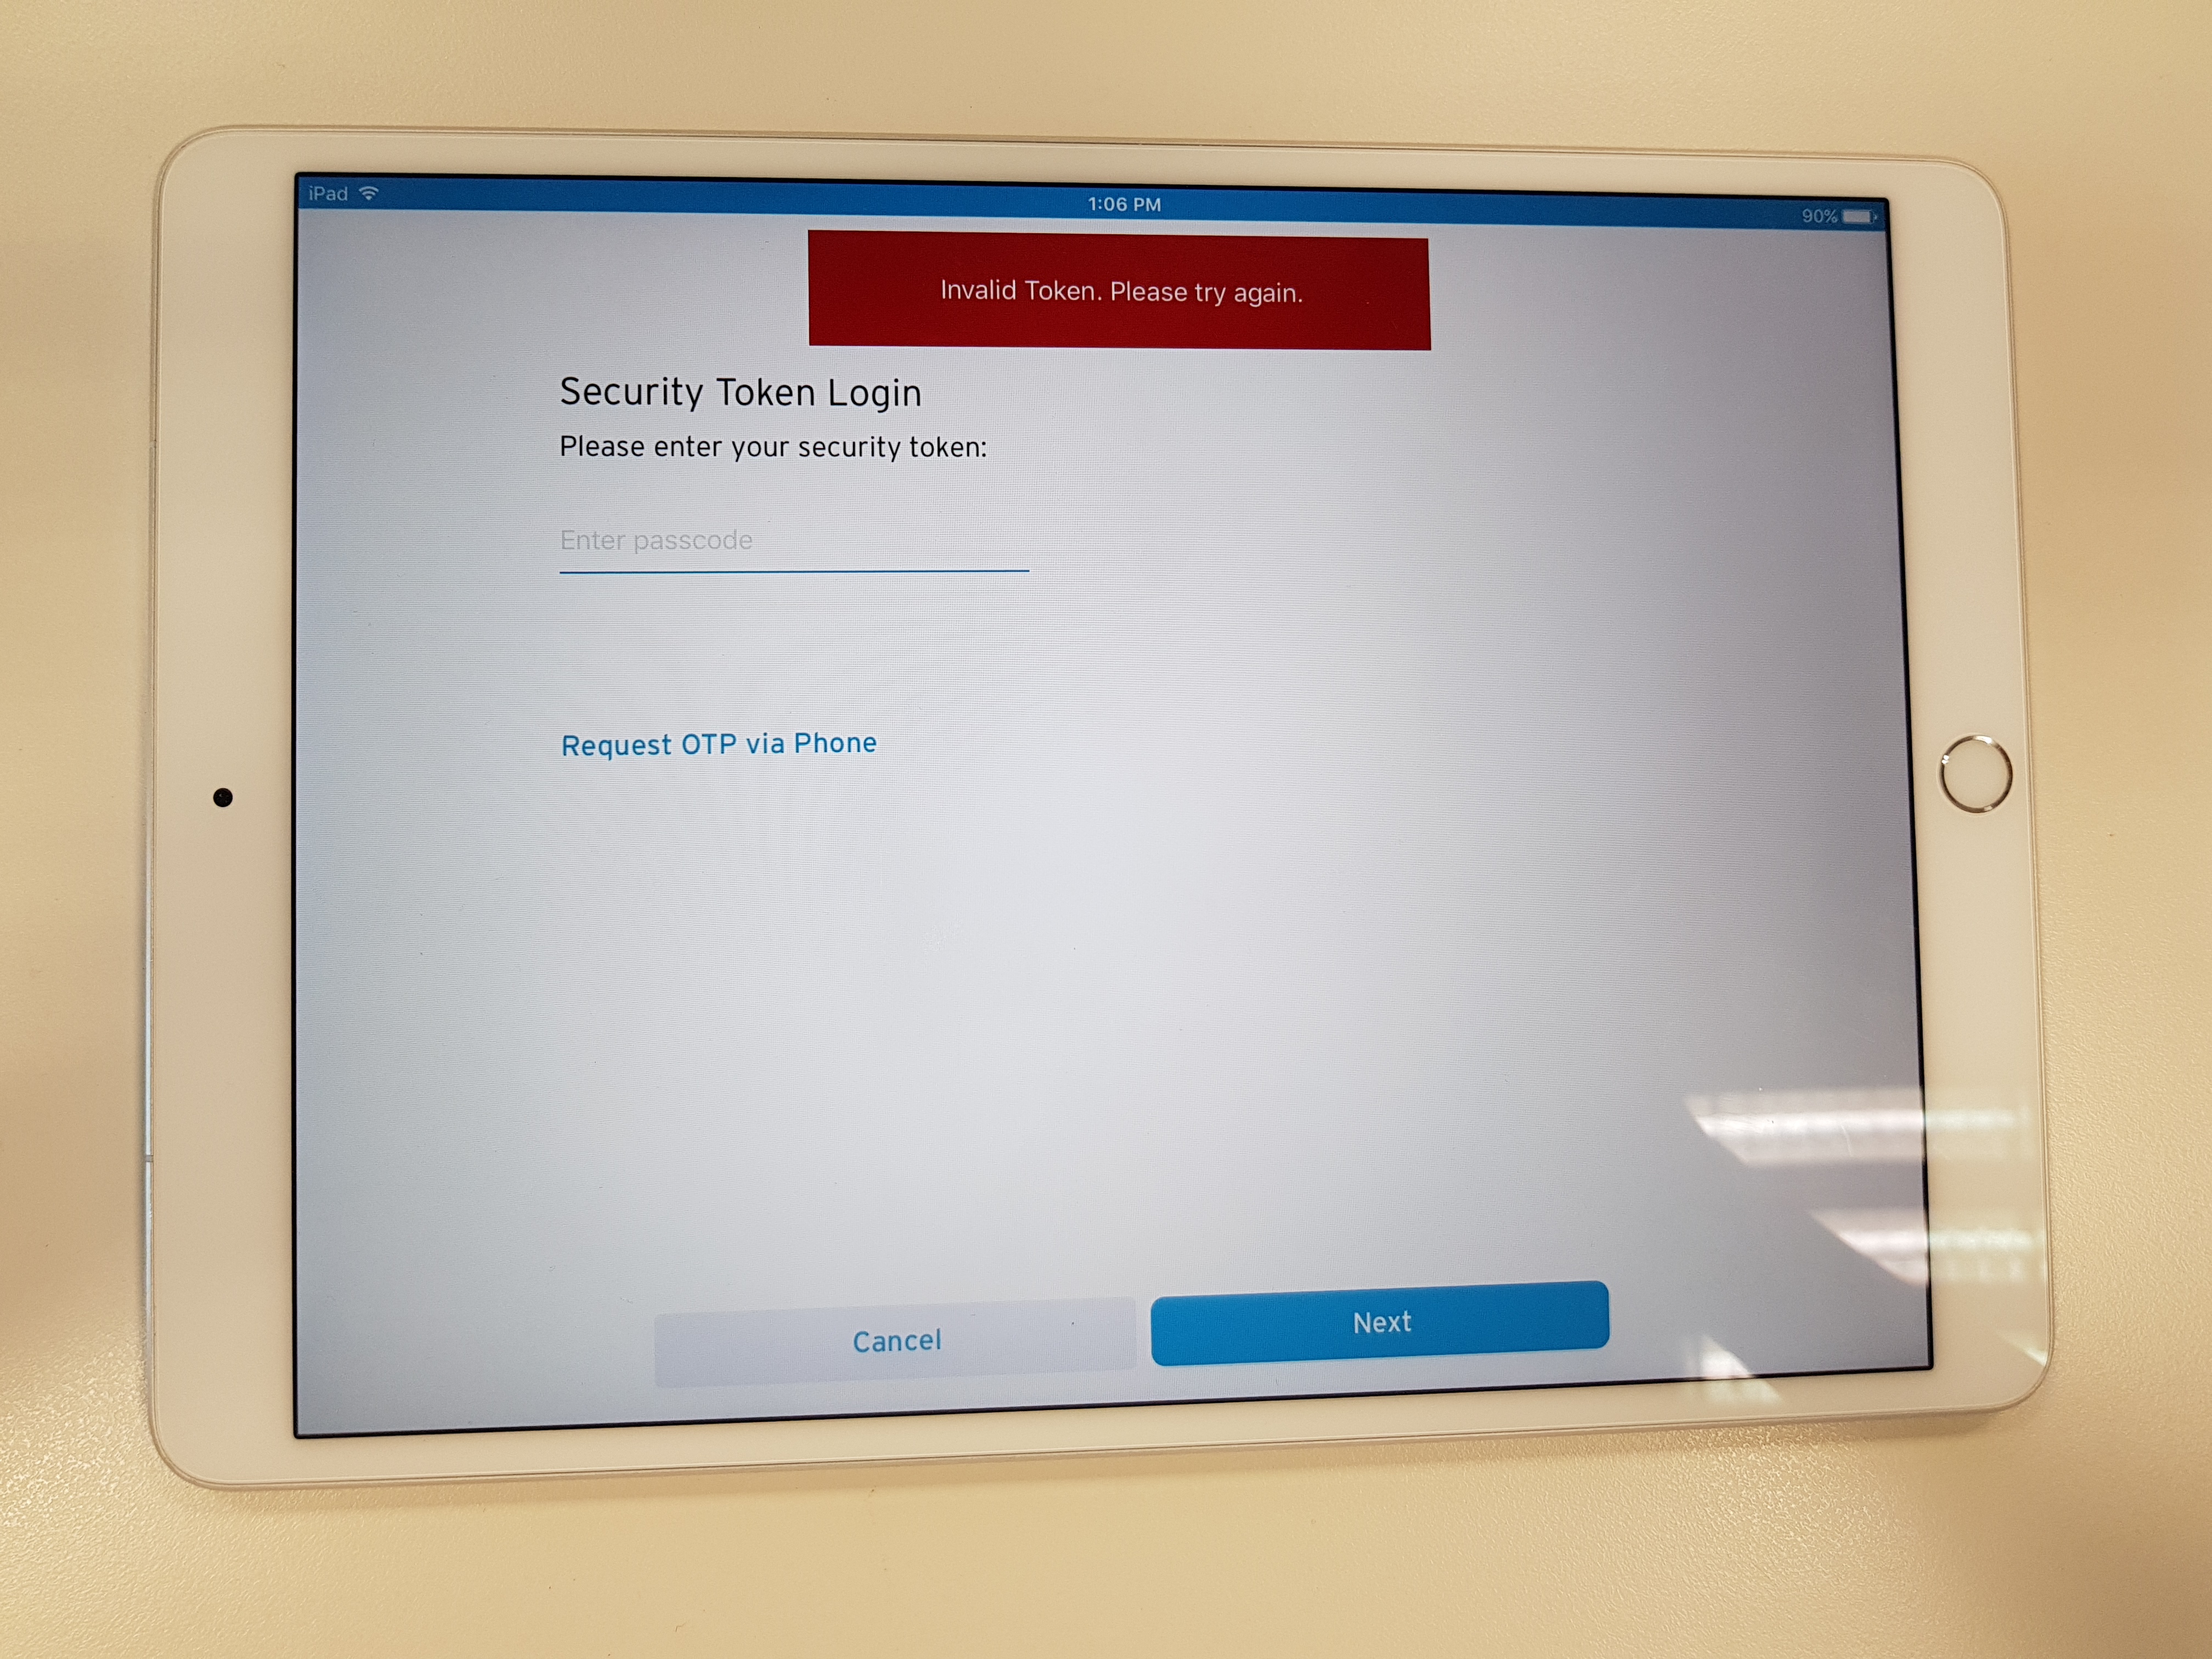 iPad
1:06 PM
90%
Invalid Token. Please try again.
Security Token Login
Please enter your security token:
Enter passcode
Request OTP via Phone
Cancel
Next